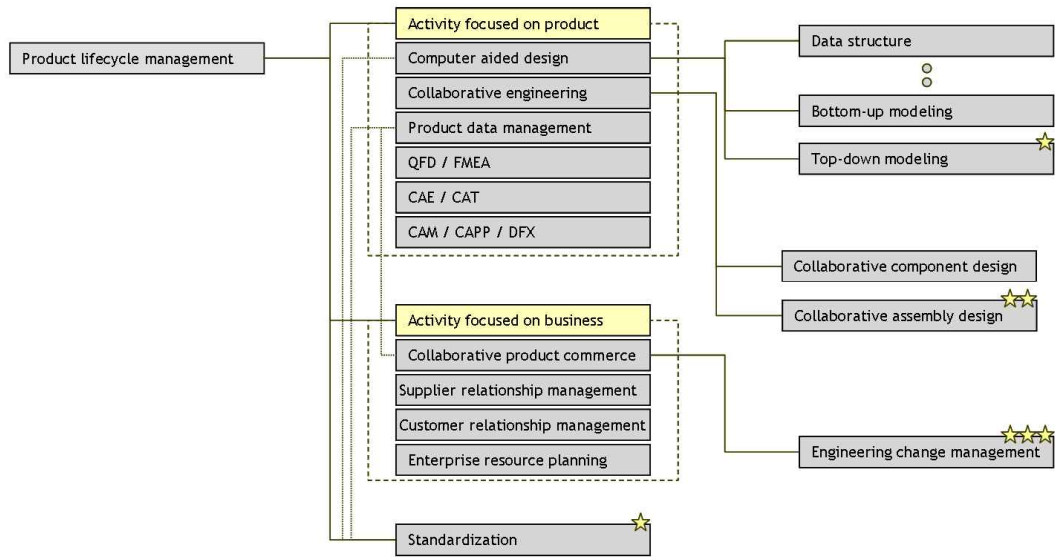 Product lifecycle management
Activity focused on product
Computer aided design
Collaborative engineering
Product data management
QFD / FMEA
CAE / CAT
CAM / CAPP / DFX
Activity focused on business
Collaborative product commerce
Supplier relationship management
Customer relationship management
Enterprise resource planning
Standardization
Data structure
Bottom-up modeling
Top-down modeling
Collaborative component design
Collaborative assembly design
Engineering change management